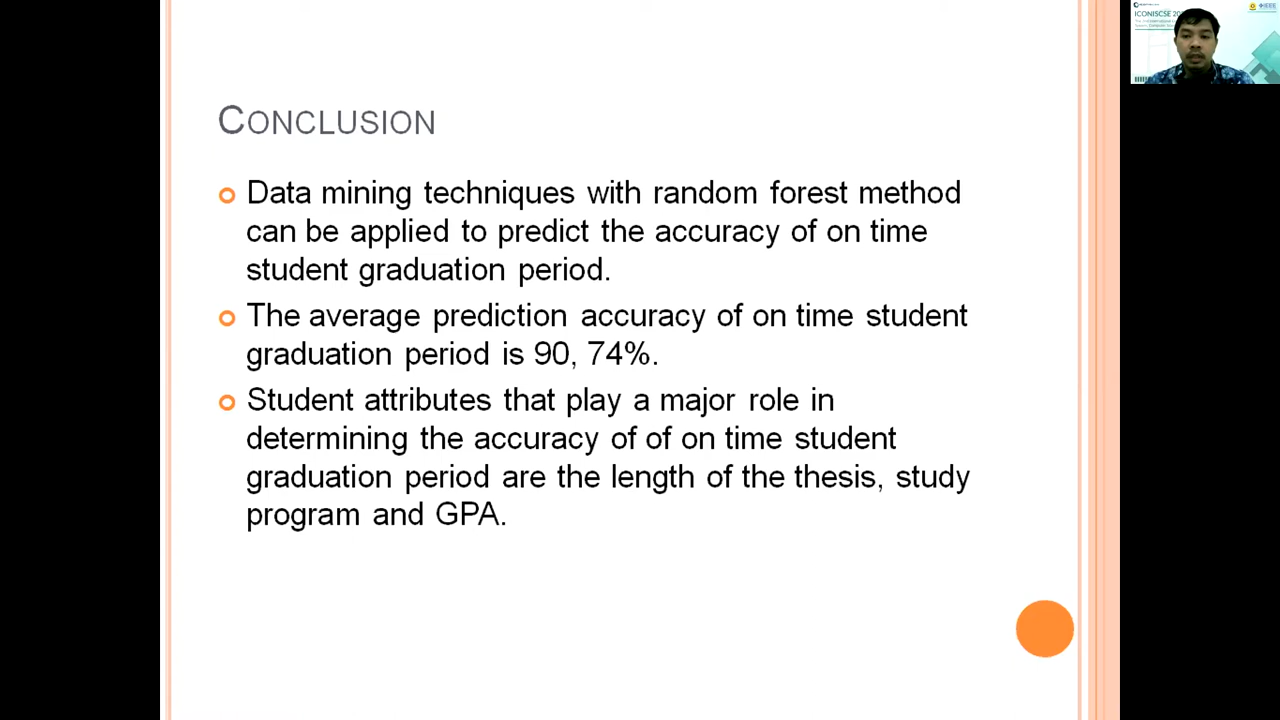 CONCLUSION
Data mining techniques with random forest method
can be applied to predict the accuracy of on time
student graduation period.
The average prediction accuracy of on time student
graduation period is 90, 74%.
Student attributes that play a major role in
determining the accuracy of of on time student
graduation period are the length of the thesis, study
program and GPA.
ICONISCSE
IEEE